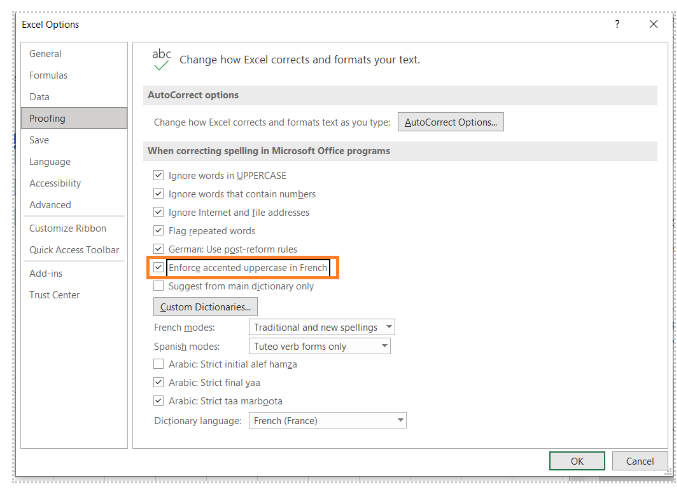 Excel Options
?
General
Formulas
Data
Proofing
Save
Language
Accessibility
Advanced
Customize Ribbon
Quick Access Toolbar
Add-ins
Trust Center
abc
Change how Excel corrects and formats your text.
AutoCorrect options
Change how Excel corrects and formats text as you type: AutoCorrect Options...
When correcting spelling in Microsoft Office programs
Ignore words in UPPERCASE
Ignore words that contain numbers
Ignore Internet and file addresses
Flag repeated words
German: Use post-reform rules
Enforce accented uppercase in French
Suggest from main dictionary only
Custom Dictionaries...
French modes: Traditional and new spellings
Spanish modes: Tuteo verb forms only
Arabic: Strict initial alef hamza
Arabic: Strict final yaa
Arabic: Strict taa marboota
Dictionary language: French (France)
OK Cancel